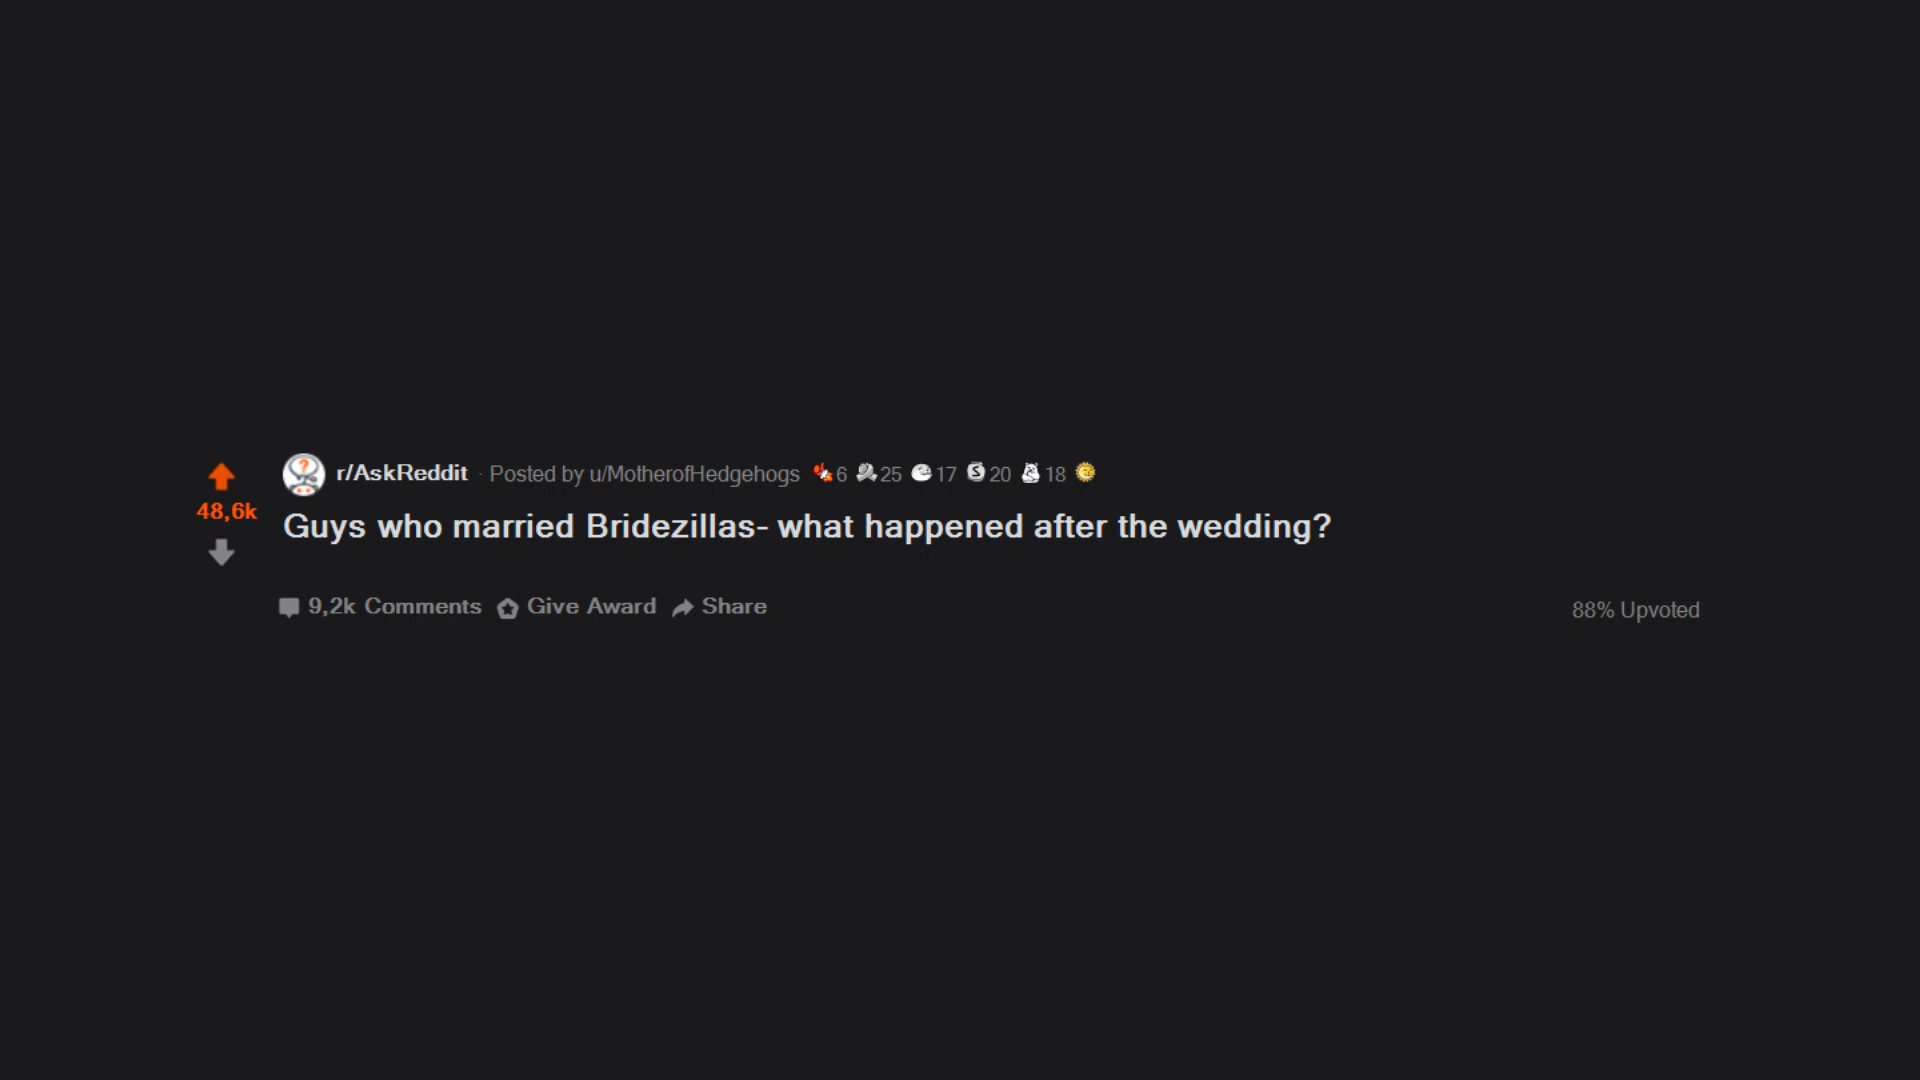 r/AskReddit · Posted by u/MotherofHedgehogs 6 25 17 S 20 18
48,6k
Guys who married Bridezillas- what happened after the wedding?
9,2k Comments Give Award Share
88% Upvoted